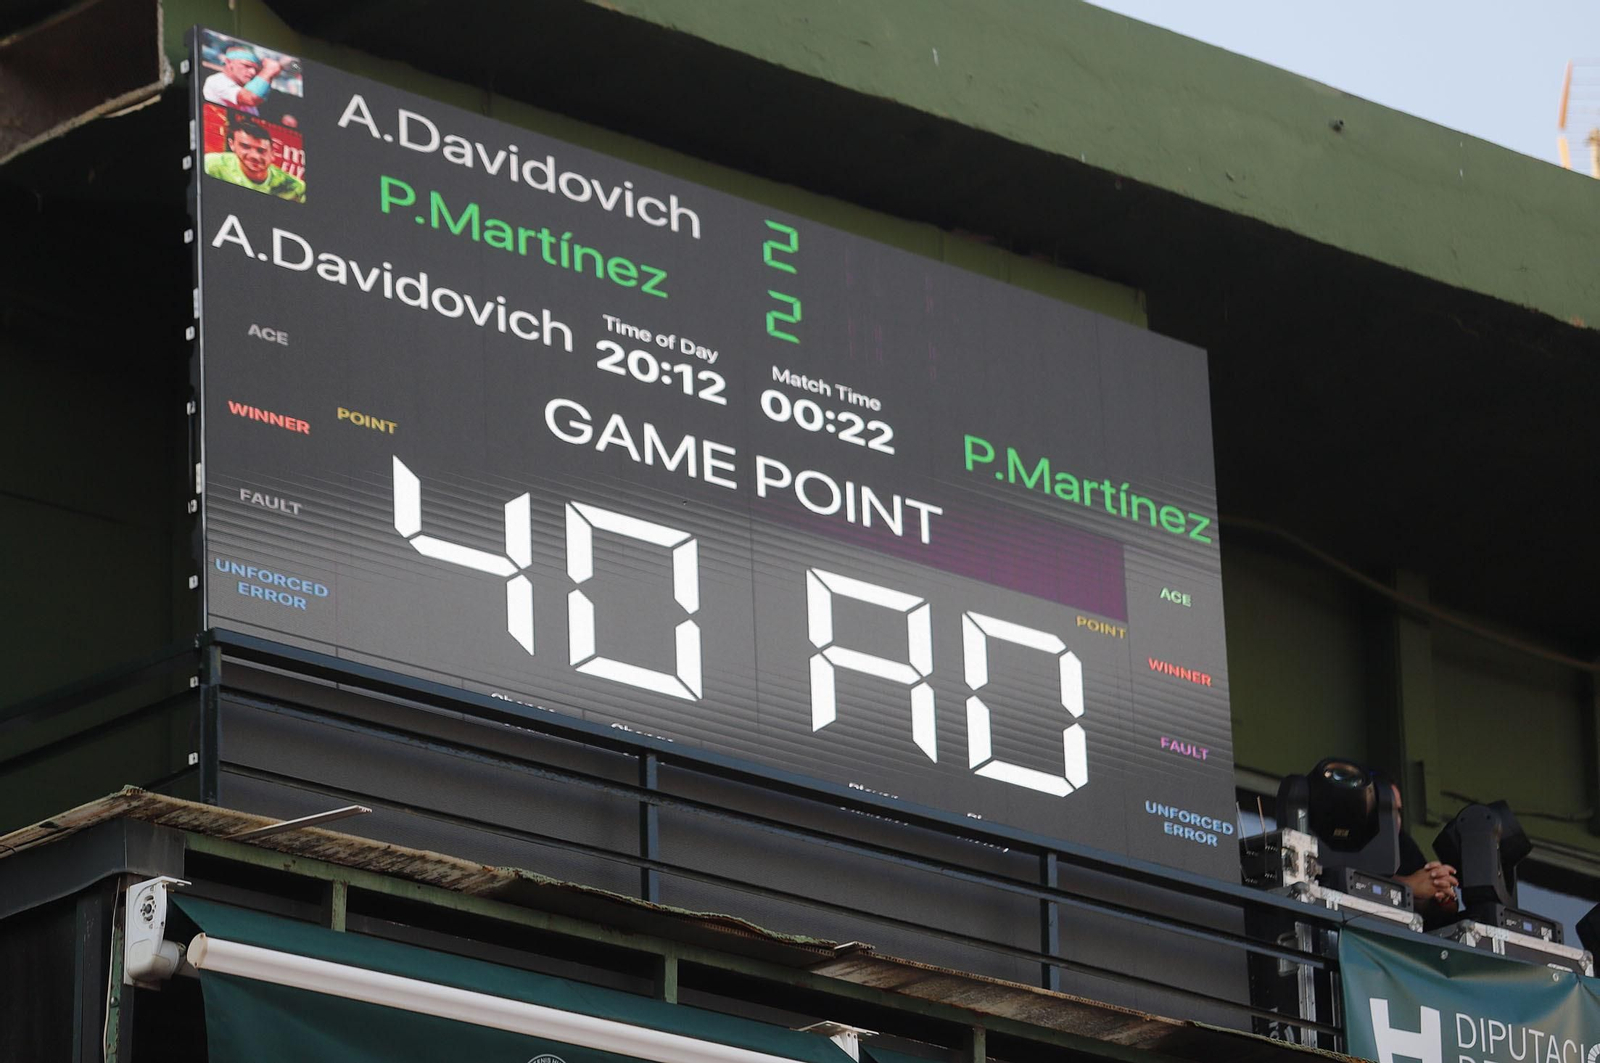 A.Davidovich 2
P.Martínez 2
A.Davidovich
Time of Day
20:12
Match Time
00:22
P.Martínez
GAME POINT
ACE
WINNER
POINT
FAULT
UNFORCED
ERROR
40 AD
ACE
POINT
WINNER
FAULT
UNFORCED
ERROR
H DIPUTACIÓ